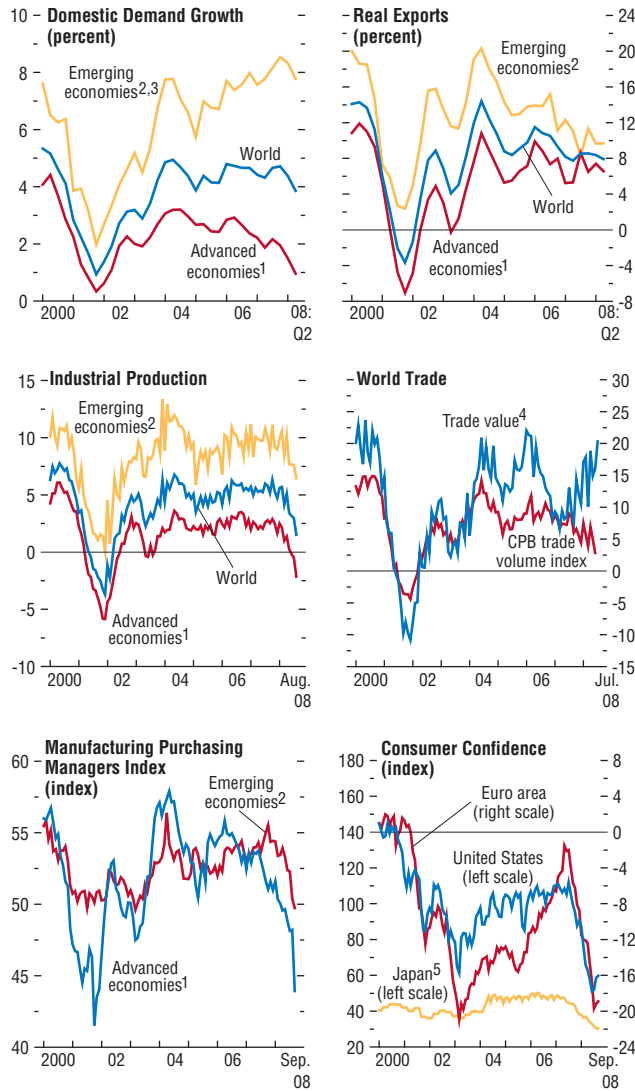 Domestic Demand Growth
(percent)
10
8
6
4
2
0
Emerging
economies2,3
World
Advanced
economies1
2000 02 04 06 08:
Q2
Real Exports
(percent)
24
20
16
12
8
4
0
-4
-8
Emerging
economies2
World
Advanced
economies1
2000 02 04 06 08:
Q2
Industrial Production
15
10
5
0
-5
-10
Emerging
economies2
World
Advanced
economies1
2000 02 04 06 Aug.
08
World Trade
30
25
20
15
10
5
0
-5
-10
-15
Trade value4
CPB trade
volume index
2000 02 04 06 Jul.
08
Manufacturing Purchasing
Managers Index
(index)
60
55
50
45
40
Emerging
economies2
Advanced
economies1
2000 02 04 06 Sep.
08
Consumer Confidence
(index)
180
160
140
120
100
80
60
40
20
8
4
0
-4
-8
-12
-16
-20
-24
Euro area
(right scale)
United States
(left scale)
Japan5
(left scale)
2000 02 04 06 Sep.
08